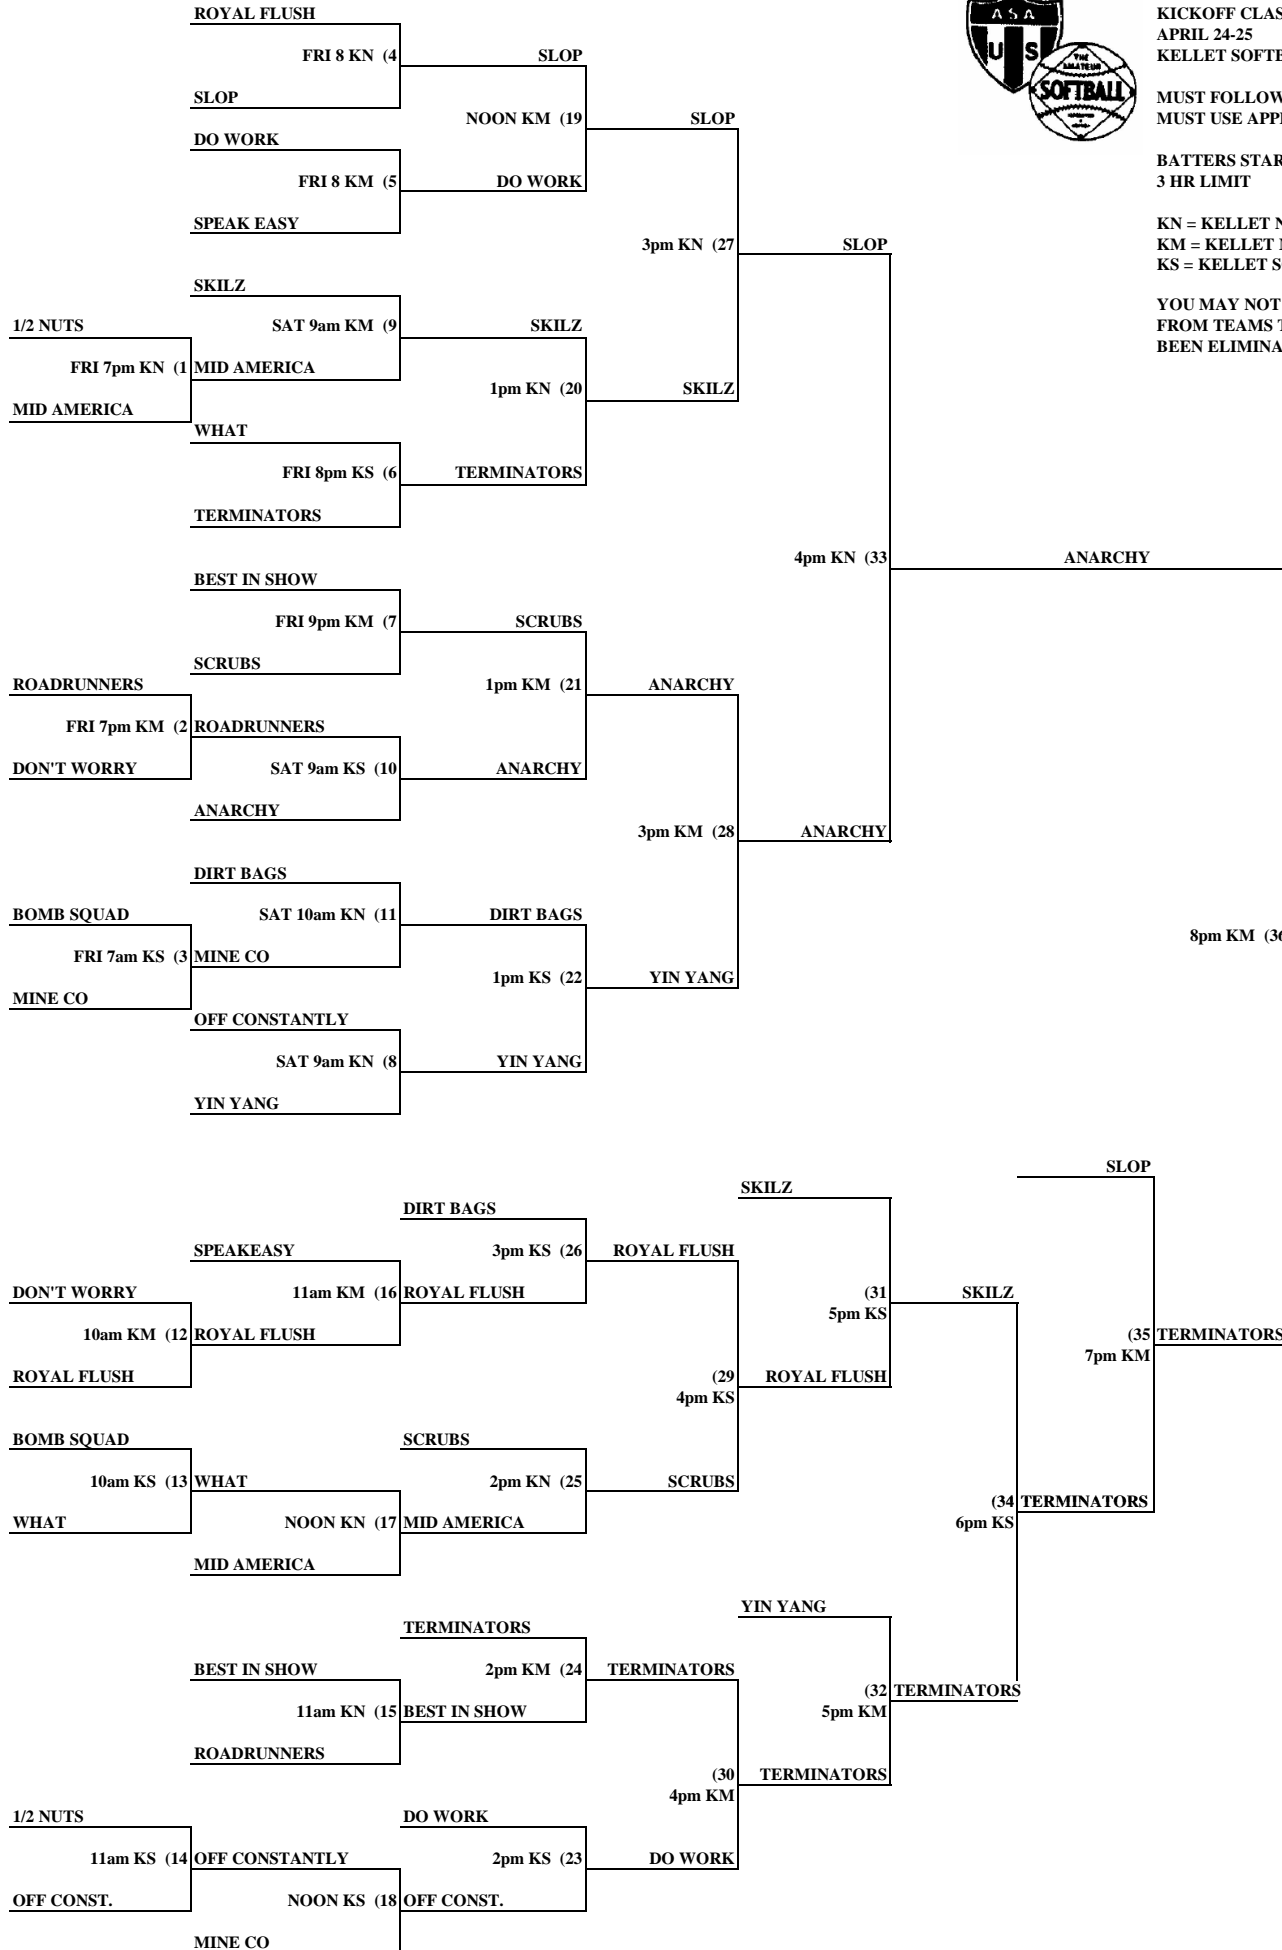 ROYAL FLUSH
FRI 8 KN (4
SLOP
SLOP
NOON KM (19
SLOP
DO WORK
FRI 8 KM (5
DO WORK
SPEAK EASY
3pm KN (27
SLOP
SKILZ
1/2 NUTS
SAT 9am KM (9
SKILZ
FRI 7pm KN (1
MID AMERICA
1pm KN (20
SKILZ
MID AMERICA
WHAT
FRI 8pm KS (6
TERMINATORS
TERMINATORS
4pm KN (33
ANARCHY
BEST IN SHOW
FRI 9pm KM (7
SCRUBS
SCRUBS
ROADRUNNERS
1pm KM (21
ANARCHY
FRI 7pm KM (2
ROADRUNNERS
DON'T WORRY
SAT 9am KS (10
ANARCHY
ANARCHY
3pm KM (28
ANARCHY
DIRT BAGS
BOMB SQUAD
SAT 10am KN (11
DIRT BAGS
8pm KM (36
FRI 7am KS (3
MINE CO
1pm KS (22
YIN YANG
MINE CO
OFF CONSTANTLY
SAT 9am KN (8
YIN YANG
YIN YANG
ASA
US
THE
AMATEUR
SOFTBALL
KICKOFF CLAS
APRIL 24-25
KELLET SOFTB
MUST FOLLOW
MUST USE APP
BATTERS STAR
3 HR LIMIT
KN = KELLET N
KM = KELLET
KS = KELLET S
YOU MAY NOT
FROM TEAMS T
BEEN ELIMINA
SLOP
SKILZ
DIRT BAGS
SPEAKEASY
3pm KS (26
ROYAL FLUSH
DON'T WORRY
11am KM (16
ROYAL FLUSH
(31
5pm KS
SKILZ
10am KM (12
ROYAL FLUSH
(35
7pm KM
TERMINATORS
ROYAL FLUSH
(29
4pm KS
ROYAL FLUSH
BOMB SQUAD
SCRUBS
10am KS (13
WHAT
2pm KN (25
SCRUBS
(34
6pm KS
TERMINATORS
WHAT
NOON KN (17
MID AMERICA
MID AMERICA
YIN YANG
TERMINATORS
BEST IN SHOW
2pm KM (24
TERMINATORS
(32
5pm KM
TERMINATORS
11am KN (15
BEST IN SHOW
ROADRUNNERS
(30
4pm KM
TERMINATORS
1/2 NUTS
DO WORK
11am KS (14
OFF CONSTANTLY
2pm KS (23
DO WORK
OFF CONST.
NOON KS (18
OFF CONST.
MINE CO